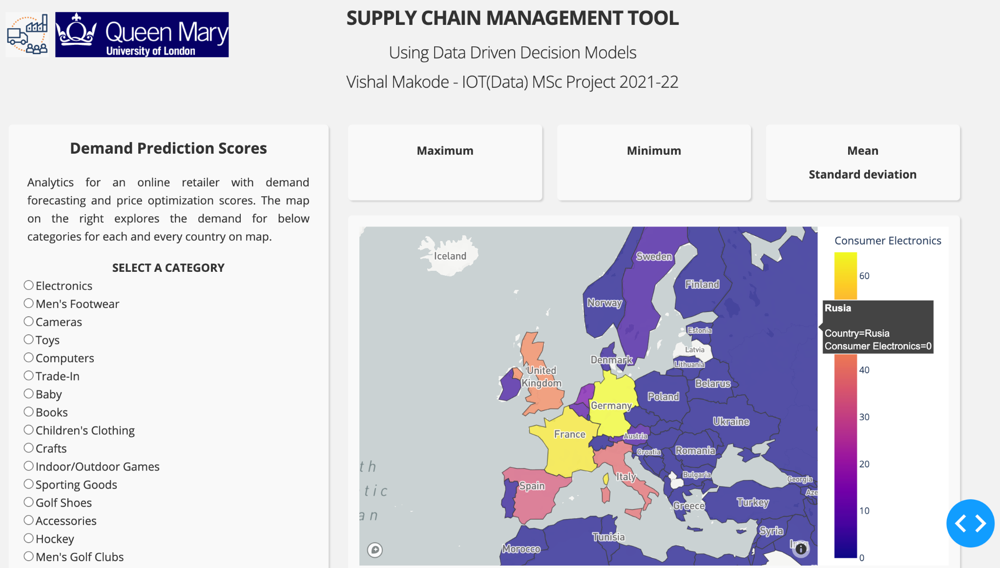 Queen Mary
University of London
SUPPLY CHAIN MANAGEMENT TOOL
Using Data Driven Decision Models
Vishal Makode - IOT(Data) MSc Project 2021-22
Demand Prediction Scores
Analytics for an online retailer with demand
forecasting and price optimization scores. The map
on the right explores the demand for below
categories for each and every country on map.
SELECT A CATEGORY
Electronics
Men's Footwear
Cameras
Toys
Computers
Trade-In
Baby
Books
Children's Clothing
Crafts
Indoor/Outdoor Games
Sporting Goods
Golf Shoes
Accessories
Hockey
Men's Golf Clubs
Maximum
Minimum
Mean
Standard deviation
Iceland
Sweden
Finland
Norway
Estonia
Latvia
Denmark
Lithuania
United
Kingdom
Belarus
Poland
Germany
Ukraine
France
Austria
Croatia
Romania
Italy
Bulgaria
Spain
Georgia
Aze
Greece
Turkey
Syria
Tunisia
Iraq
Morocco
th
tic
an
Consumer Electronics
60
Rusia
Country=Rusia
Consumer Electronics=0
40
30
20
10
0